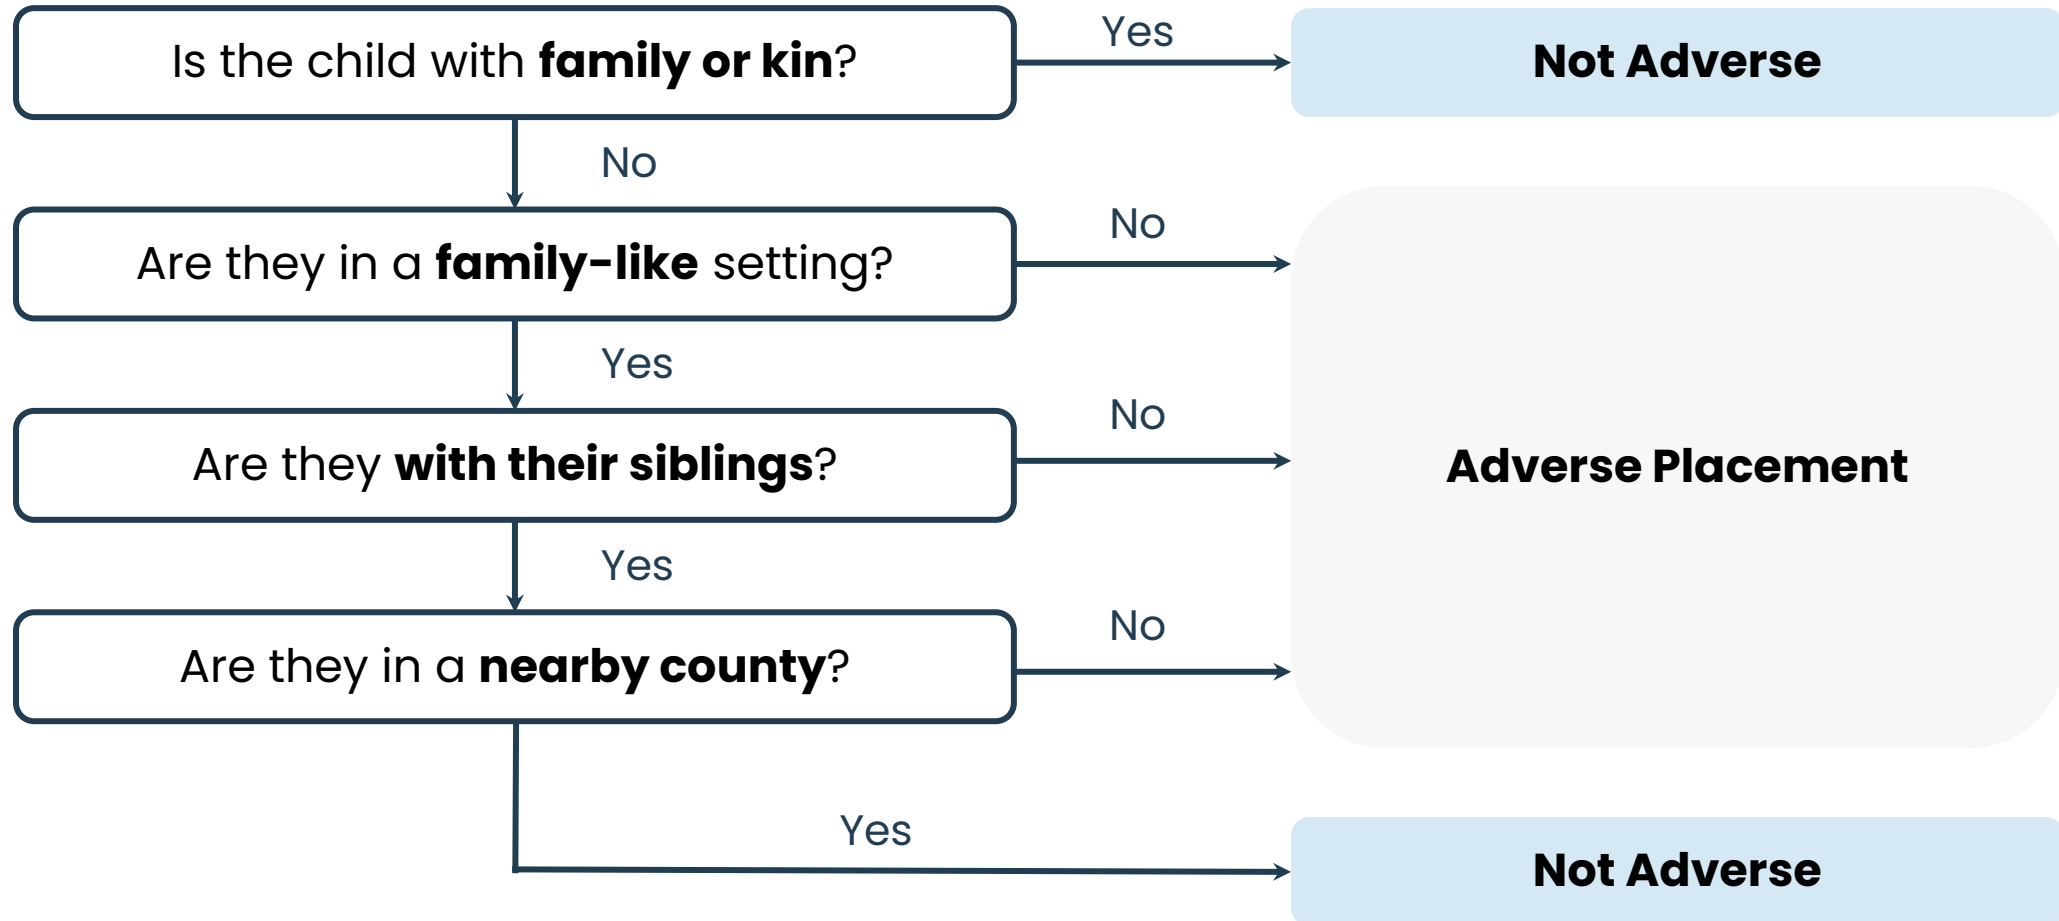 Is the child with family or kin?
Yes
Not Adverse
No
Are they in a family-like setting?
No
Yes
Are they with their siblings?
No
Adverse Placement
Yes
Are they in a nearby county?
No
Yes
Not Adverse